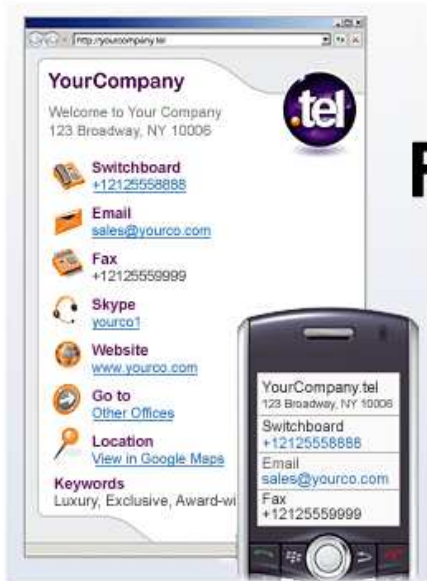 http://yourcompany.tel
YourCompany
Welcome to Your Company
123 Broadway, NY 10006
.tel
Switchboard
+12125558888
Email
sales@yourco.com
Fax
+12125559999
Skype
yourco1
Website
www.yourco.com
Go to
Other Offices
Location
View in Google Maps
Keywords
Luxury, Exclusive, Award-wi
YourCompany.tel
123 Broadway, NY 10006
Switchboard
+12125558888
Email
sales@yourco.com
Fax
+12125559999